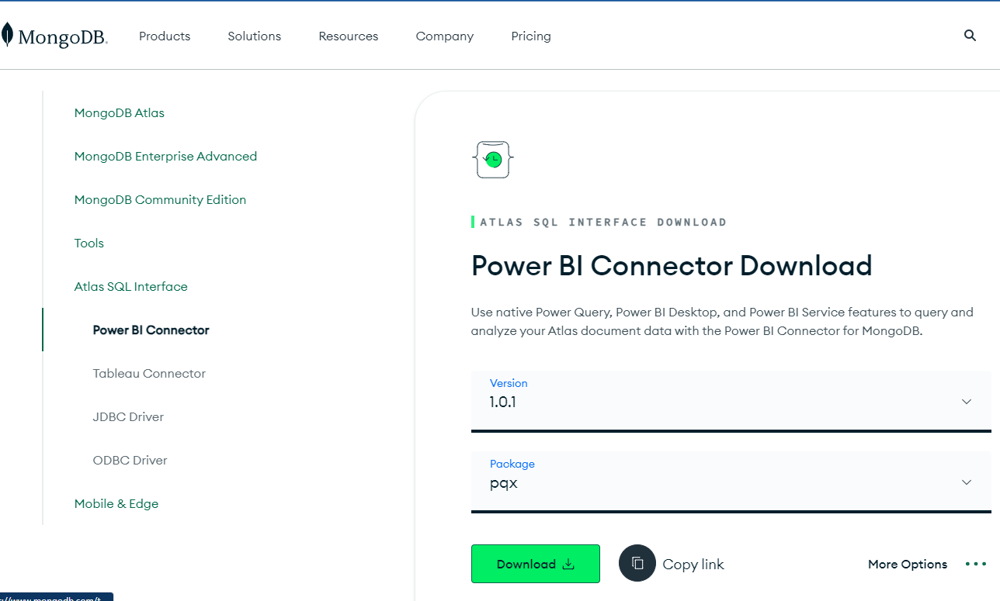 MongoDB.
Products Solutions Resources Company Pricing
MongoDB Atlas
MongoDB Enterprise Advanced
MongoDB Community Edition
Tools
Atlas SQL Interface
Power BI Connector
Tableau Connector
JDBC Driver
ODBC Driver
Mobile & Edge
ATLAS SQL INTERFACE DOWNLOAD
Power BI Connector Download
Use native Power Query, Power BI Desktop, and Power BI Service features to query and
analyze your Atlas document data with the Power BI Connector for MongoDB.
Version
1.0.1
Package
pqx
Download Copy link More Options
://www.mongodb.com/t